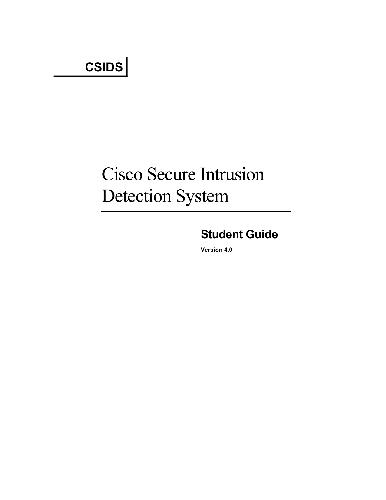 CSIDS
Cisco Secure Intrusion
Detection System
Student Guide
Version 4.0